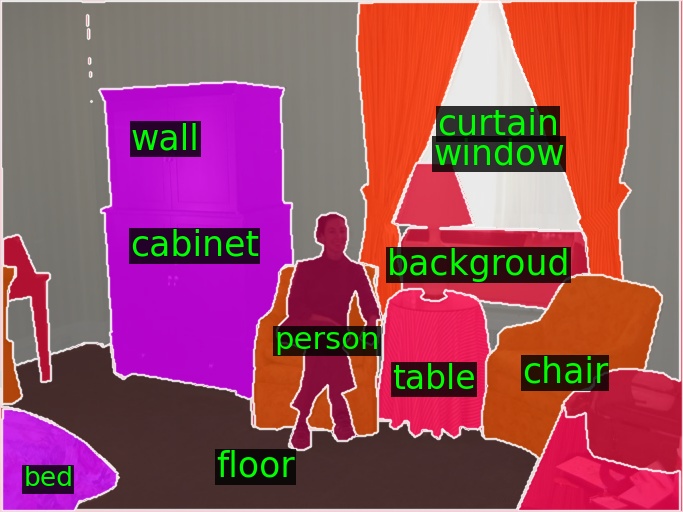 curtain
wall
window
cabinet
backgroud
person
chair
table
floor
bed